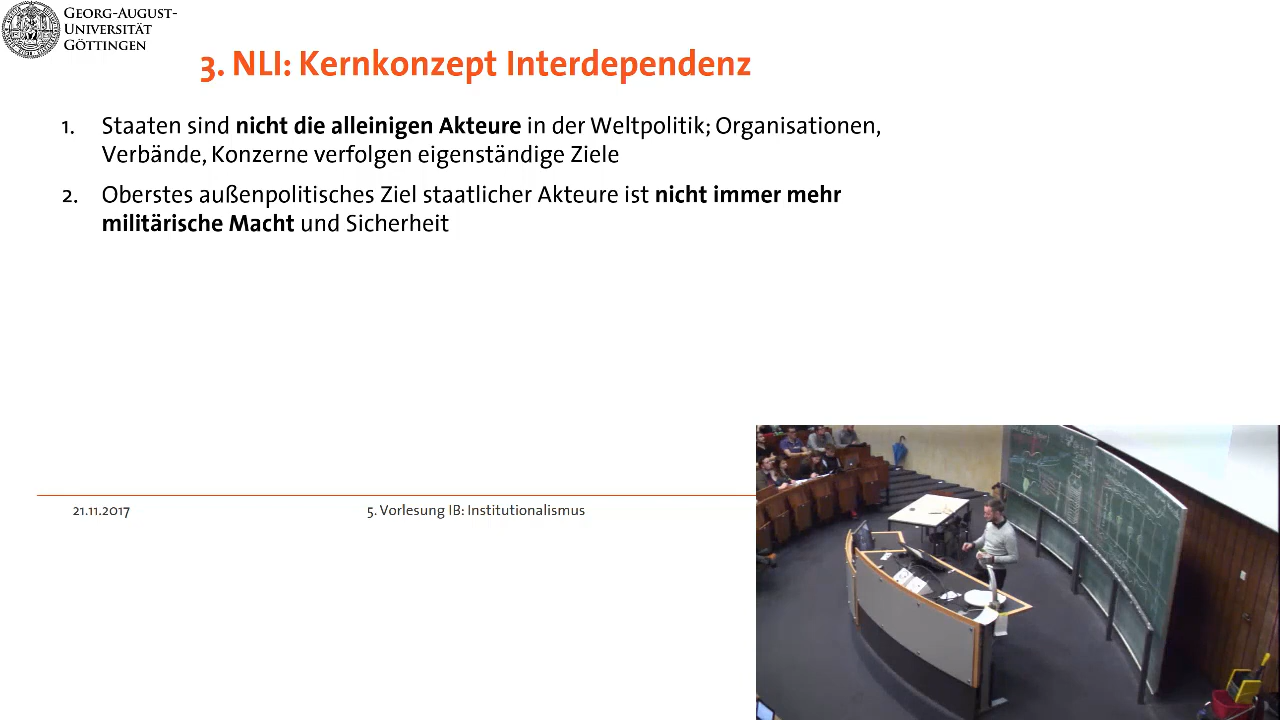 GEORG-AUGUST-
UNIVERSITÄT
GÖTTINGEN
3. NLI: Kernkonzept Interdependenz
1. Staaten sind nicht die alleinigen Akteure in der Weltpolitik; Organisationen,
Verbände, Konzerne verfolgen eigenständige Ziele
2. Oberstes außenpolitisches Ziel staatlicher Akteure ist nicht immer mehr
militärische Macht und Sicherheit
21.11.2017
5. Vorlesung IB: Institutionalismus